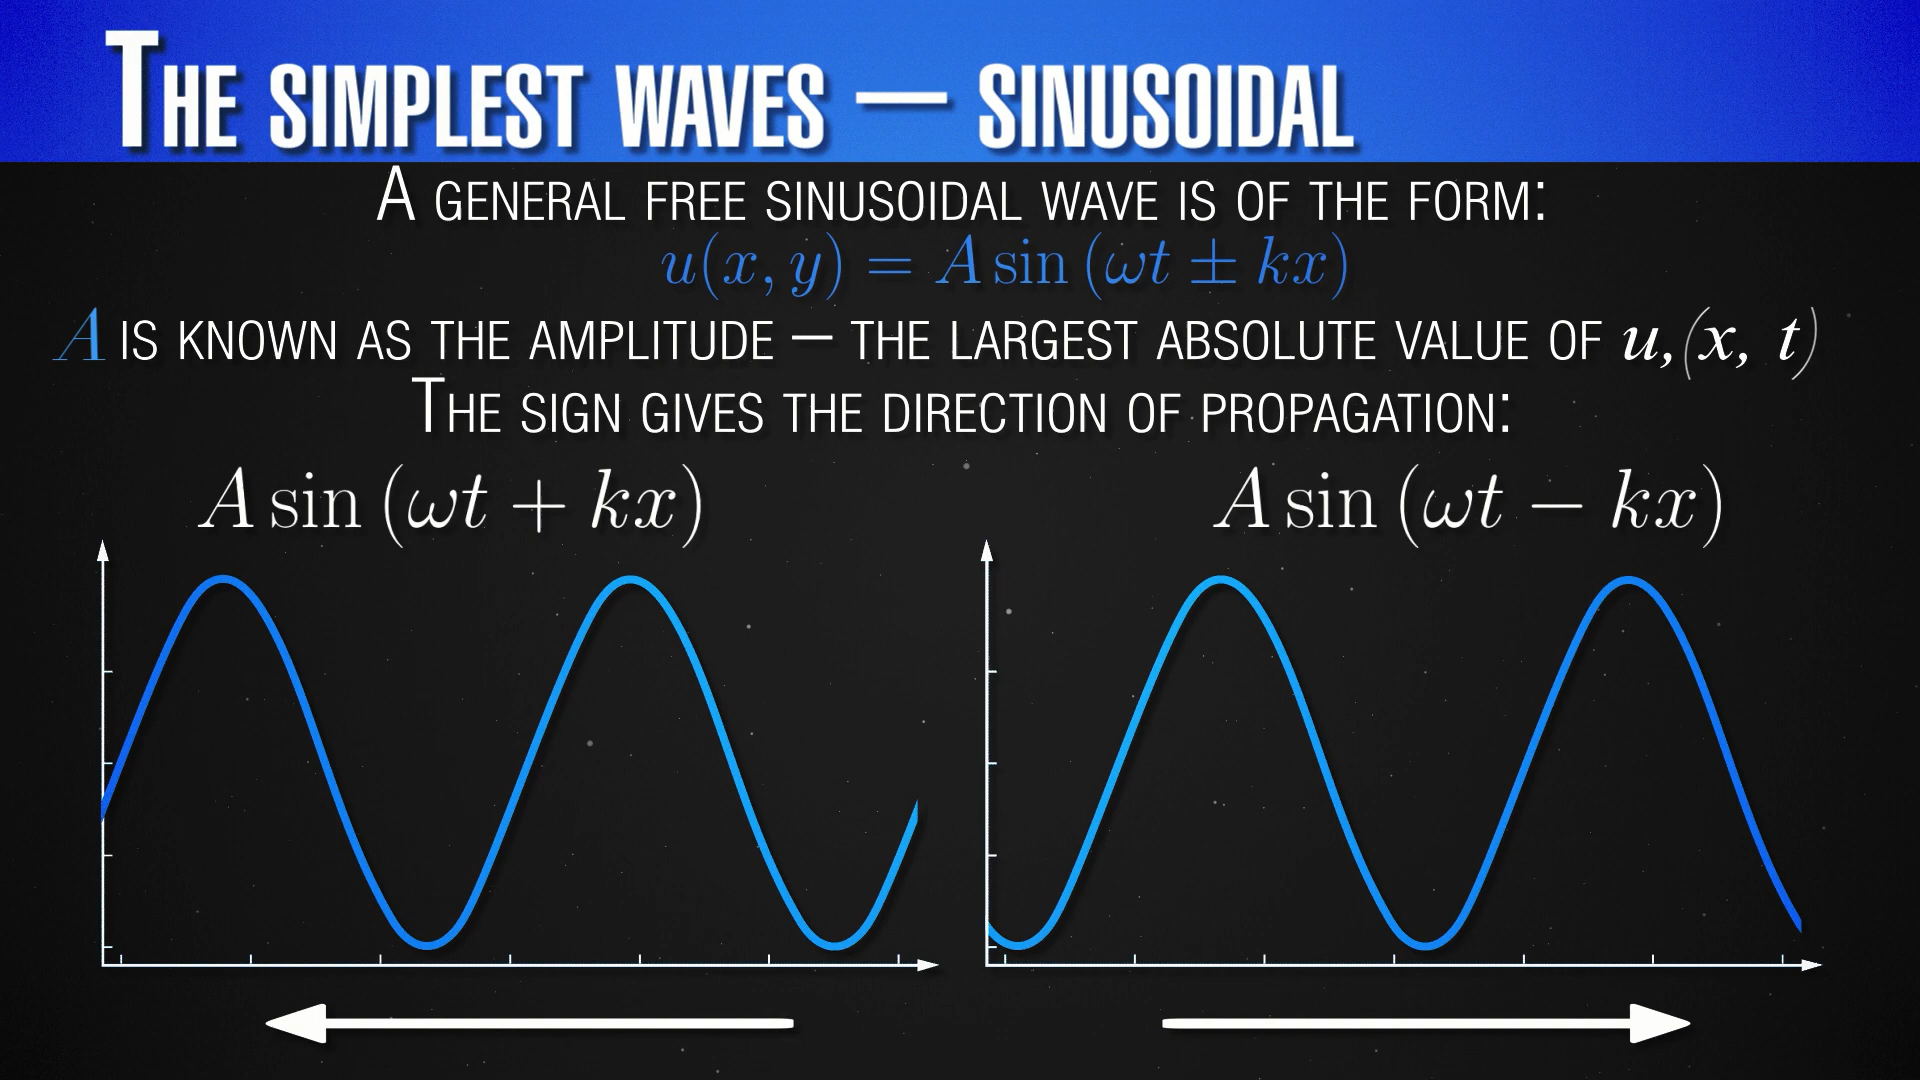 The simplest waves — sinusoidal
A general free sinusoidal wave is of the form:
u(x, y) = A sin (ωt ± kx)
A is known as the amplitude — the largest absolute value of u,(x, t)
The sign gives the direction of propagation:
A sin (ωt + kx)
A sin (ωt − kx)